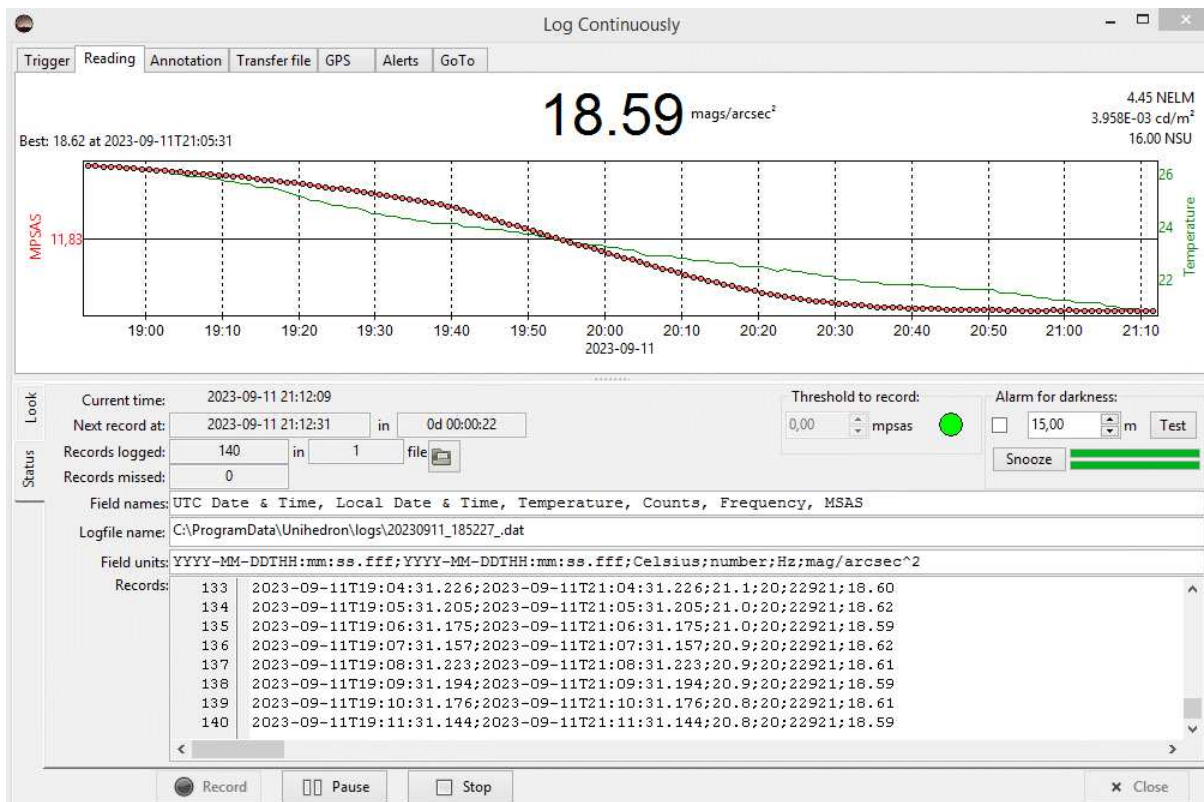 Log Continuously
Trigger Reading Annotation Transfer file GPS Alerts GoTo
18.59 mags/arcsec²
4.45 NELM
3.958E-03 cd/m²
16.00 NSU
Best: 18.62 at 2023-09-11T21:05:31
MPSAS
11,83
26
24
22
Temperature
19:00 19:10 19:20 19:30 19:40 19:50 20:00 20:10 20:20 20:30 20:40 20:50 21:00 21:10
2023-09-11
Look
Status
Current time: 2023-09-11 21:12:09
Next record at: 2023-09-11 21:12:31 in 0d 00:00:22
Records logged: 140 in 1 file
Records missed: 0
Threshold to record:
0,00 mpsas
Alarm for darkness:
15,00 m Test
Snooze
Field names: UTC Date & Time, Local Date & Time, Temperature, Counts, Frequency, MSAS
Logfile name: C:\ProgramData\Unihedron\logs\20230911_185227_.dat
Field units: YYYY-MM-DDTHH:mm:ss.fff;YYYY-MM-DDTHH:mm:ss.fff;Celsius;number;Hz;mag/arcsec^2
Records:
133 2023-09-11T19:04:31.226;2023-09-11T21:04:31.226;21.1;20;22921;18.60
134 2023-09-11T19:05:31.205;2023-09-11T21:05:31.205;21.0;20;22921;18.62
135 2023-09-11T19:06:31.175;2023-09-11T21:06:31.175;21.0;20;22921;18.59
136 2023-09-11T19:07:31.157;2023-09-11T21:07:31.157;20.9;20;22921;18.62
137 2023-09-11T19:08:31.223;2023-09-11T21:08:31.223;20.9;20;22921;18.61
138 2023-09-11T19:09:31.194;2023-09-11T21:09:31.194;20.9;20;22921;18.59
139 2023-09-11T19:10:31.176;2023-09-11T21:10:31.176;20.8;20;22921;18.61
140 2023-09-11T19:11:31.144;2023-09-11T21:11:31.144;20.8;20;22921;18.59
Record Pause Stop Close